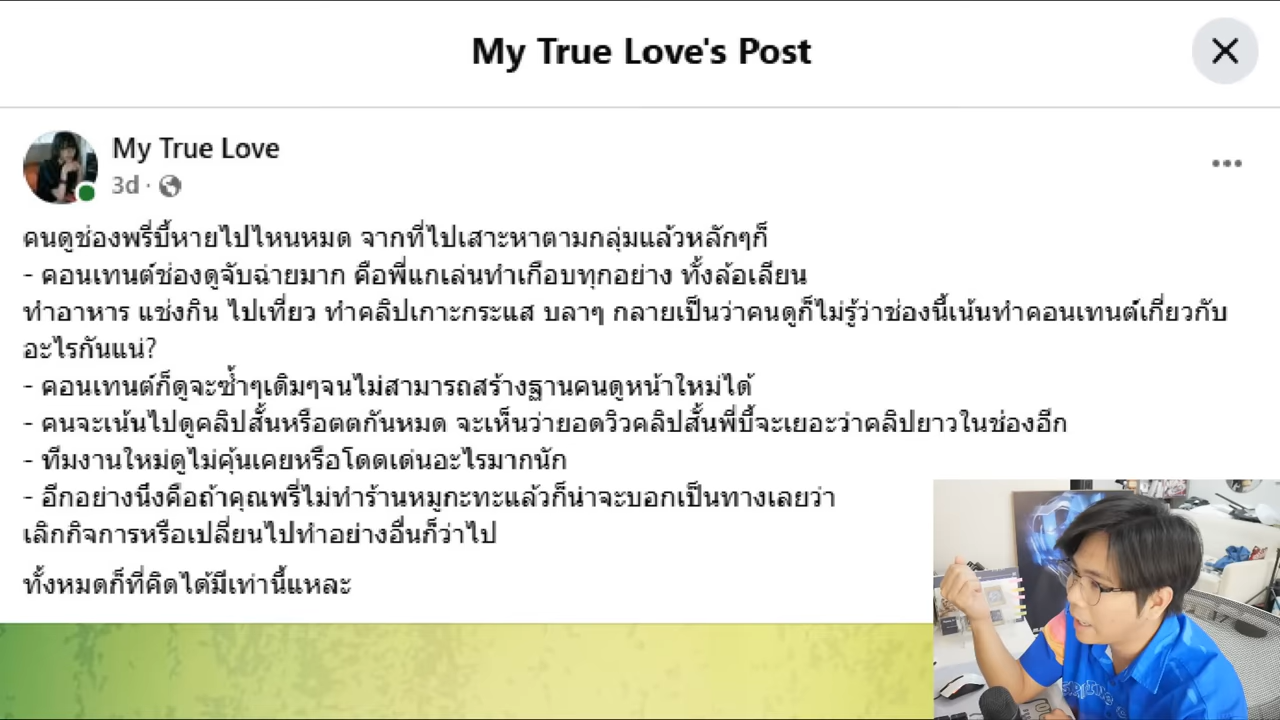 My True Love's Post
My True Love
3d ·
คนดูช่องพรี่บี้หายไปไหนหมด จากที่ไปเสาะหาตามกลุ่มแล้วหลักๆก็
- คอนเทนต์ช่องดูจับฉ่ายมาก คือพี่แกเล่นทำเกือบทุกอย่าง ทั้งล้อเลียน
ทำอาหาร แช่งกิน ไปเที่ยว ทำคลิปเกาะกระแส บลาๆ กลายเป็นว่าคนดูก็ไม่รู้ว่าช่องนี้เน้นทำคอนเทนต์เกี่ยวกับ
อะไรกันแน่?
- คอนเทนต์ก็ดูจะซ้ำๆเดิมๆจนไม่สามารถสร้างฐานคนดูหน้าใหม่ได้
- คนจะเน้นไปดูคลิปสั้นหรือตตกันหมด จะเห็นว่ายอดวิวคลิปสั้นพี่บี้จะเยอะว่าคลิปยาวในช่องอีก
- ทีมงานใหม่ดูไม่คุ้นเคยหรือโดดเด่นอะไรมากนัก
- อีกอย่างนึงคือถ้าคุณพรี่ไม่ทำร้านหมูกะทะแล้วก็น่าจะบอกเป็นทางเลยว่า
เลิกกิจการหรือเปลี่ยนไปทำอย่างอื่นก็ว่าไป
ทั้งหมดก็ที่คิดได้มีเท่านี้แหละ